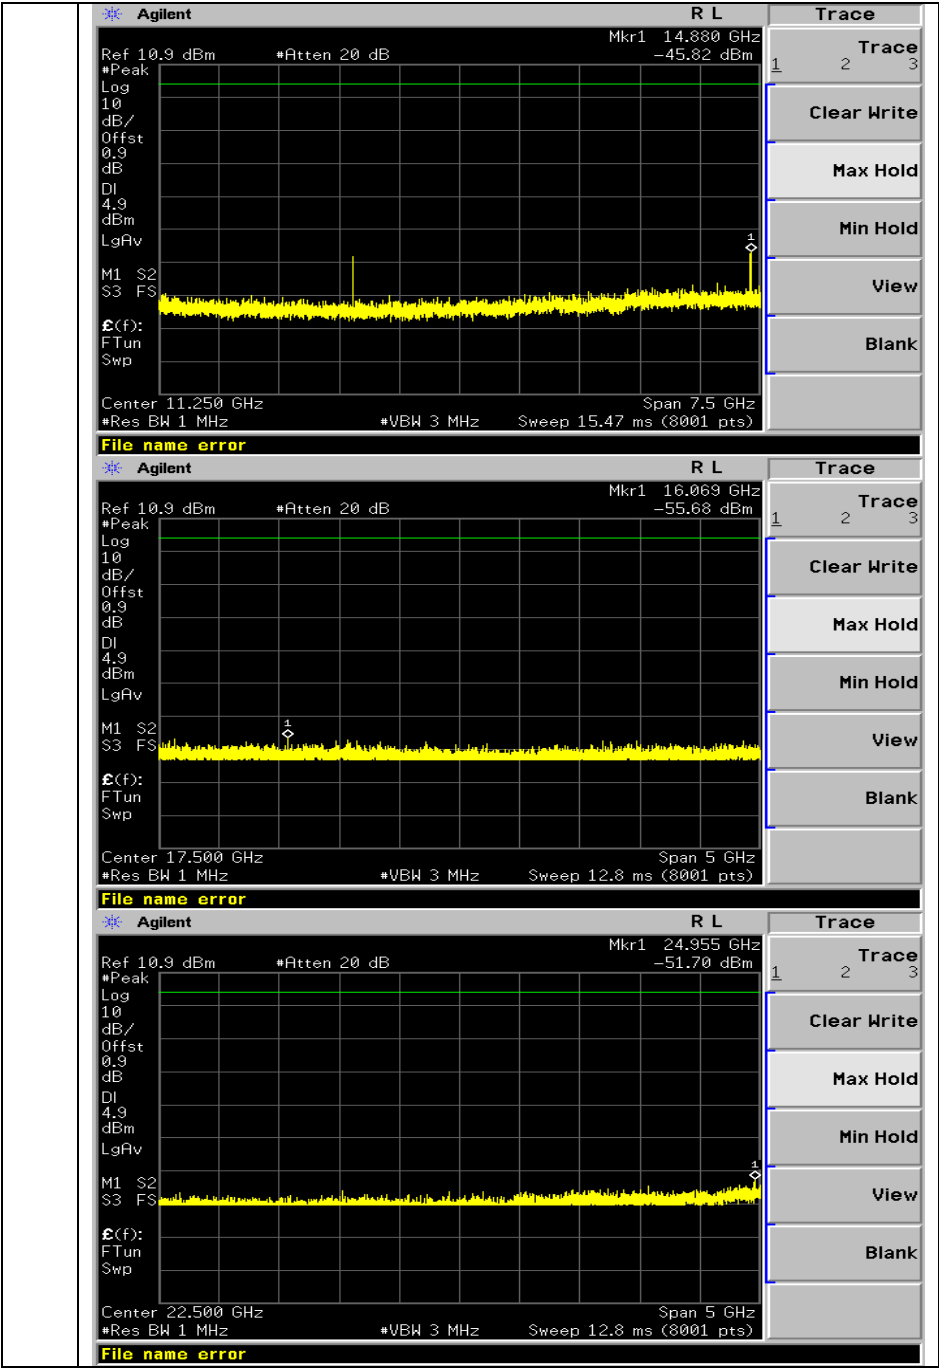 Agilent R L Trace
Mkr1 14.880 GHz
Ref 10.9 dBm #Atten 20 dB -45.82 dBm
#Peak
Log
10
dB/
Offst
0.9
dB
DI
4.9
dBm
LgAv
M1 S2
S3 FS
£(f):
FTun
Swp
1
Center 11.250 GHz Span 7.5 GHz
#Res BW 1 MHz #VBW 3 MHz Sweep 15.47 ms (8001 pts)
File name error
Trace
1 2 3
Clear Write
Max Hold
Min Hold
View
Blank
Agilent R L Trace
Mkr1 16.069 GHz
Ref 10.9 dBm #Atten 20 dB -55.68 dBm
#Peak
Log
10
dB/
Offst
0.9
dB
DI
4.9
dBm
LgAv
M1 S2
S3 FS
£(f):
FTun
Swp
1
Center 17.500 GHz Span 5 GHz
#Res BW 1 MHz #VBW 3 MHz Sweep 12.8 ms (8001 pts)
File name error
Trace
1 2 3
Clear Write
Max Hold
Min Hold
View
Blank
Agilent R L Trace
Mkr1 24.955 GHz
Ref 10.9 dBm #Atten 20 dB -51.70 dBm
#Peak
Log
10
dB/
Offst
0.9
dB
DI
4.9
dBm
LgAv
M1 S2
S3 FS
£(f):
FTun
Swp
1
Center 22.500 GHz Span 5 GHz
#Res BW 1 MHz #VBW 3 MHz Sweep 12.8 ms (8001 pts)
File name error
Trace
1 2 3
Clear Write
Max Hold
Min Hold
View
Blank